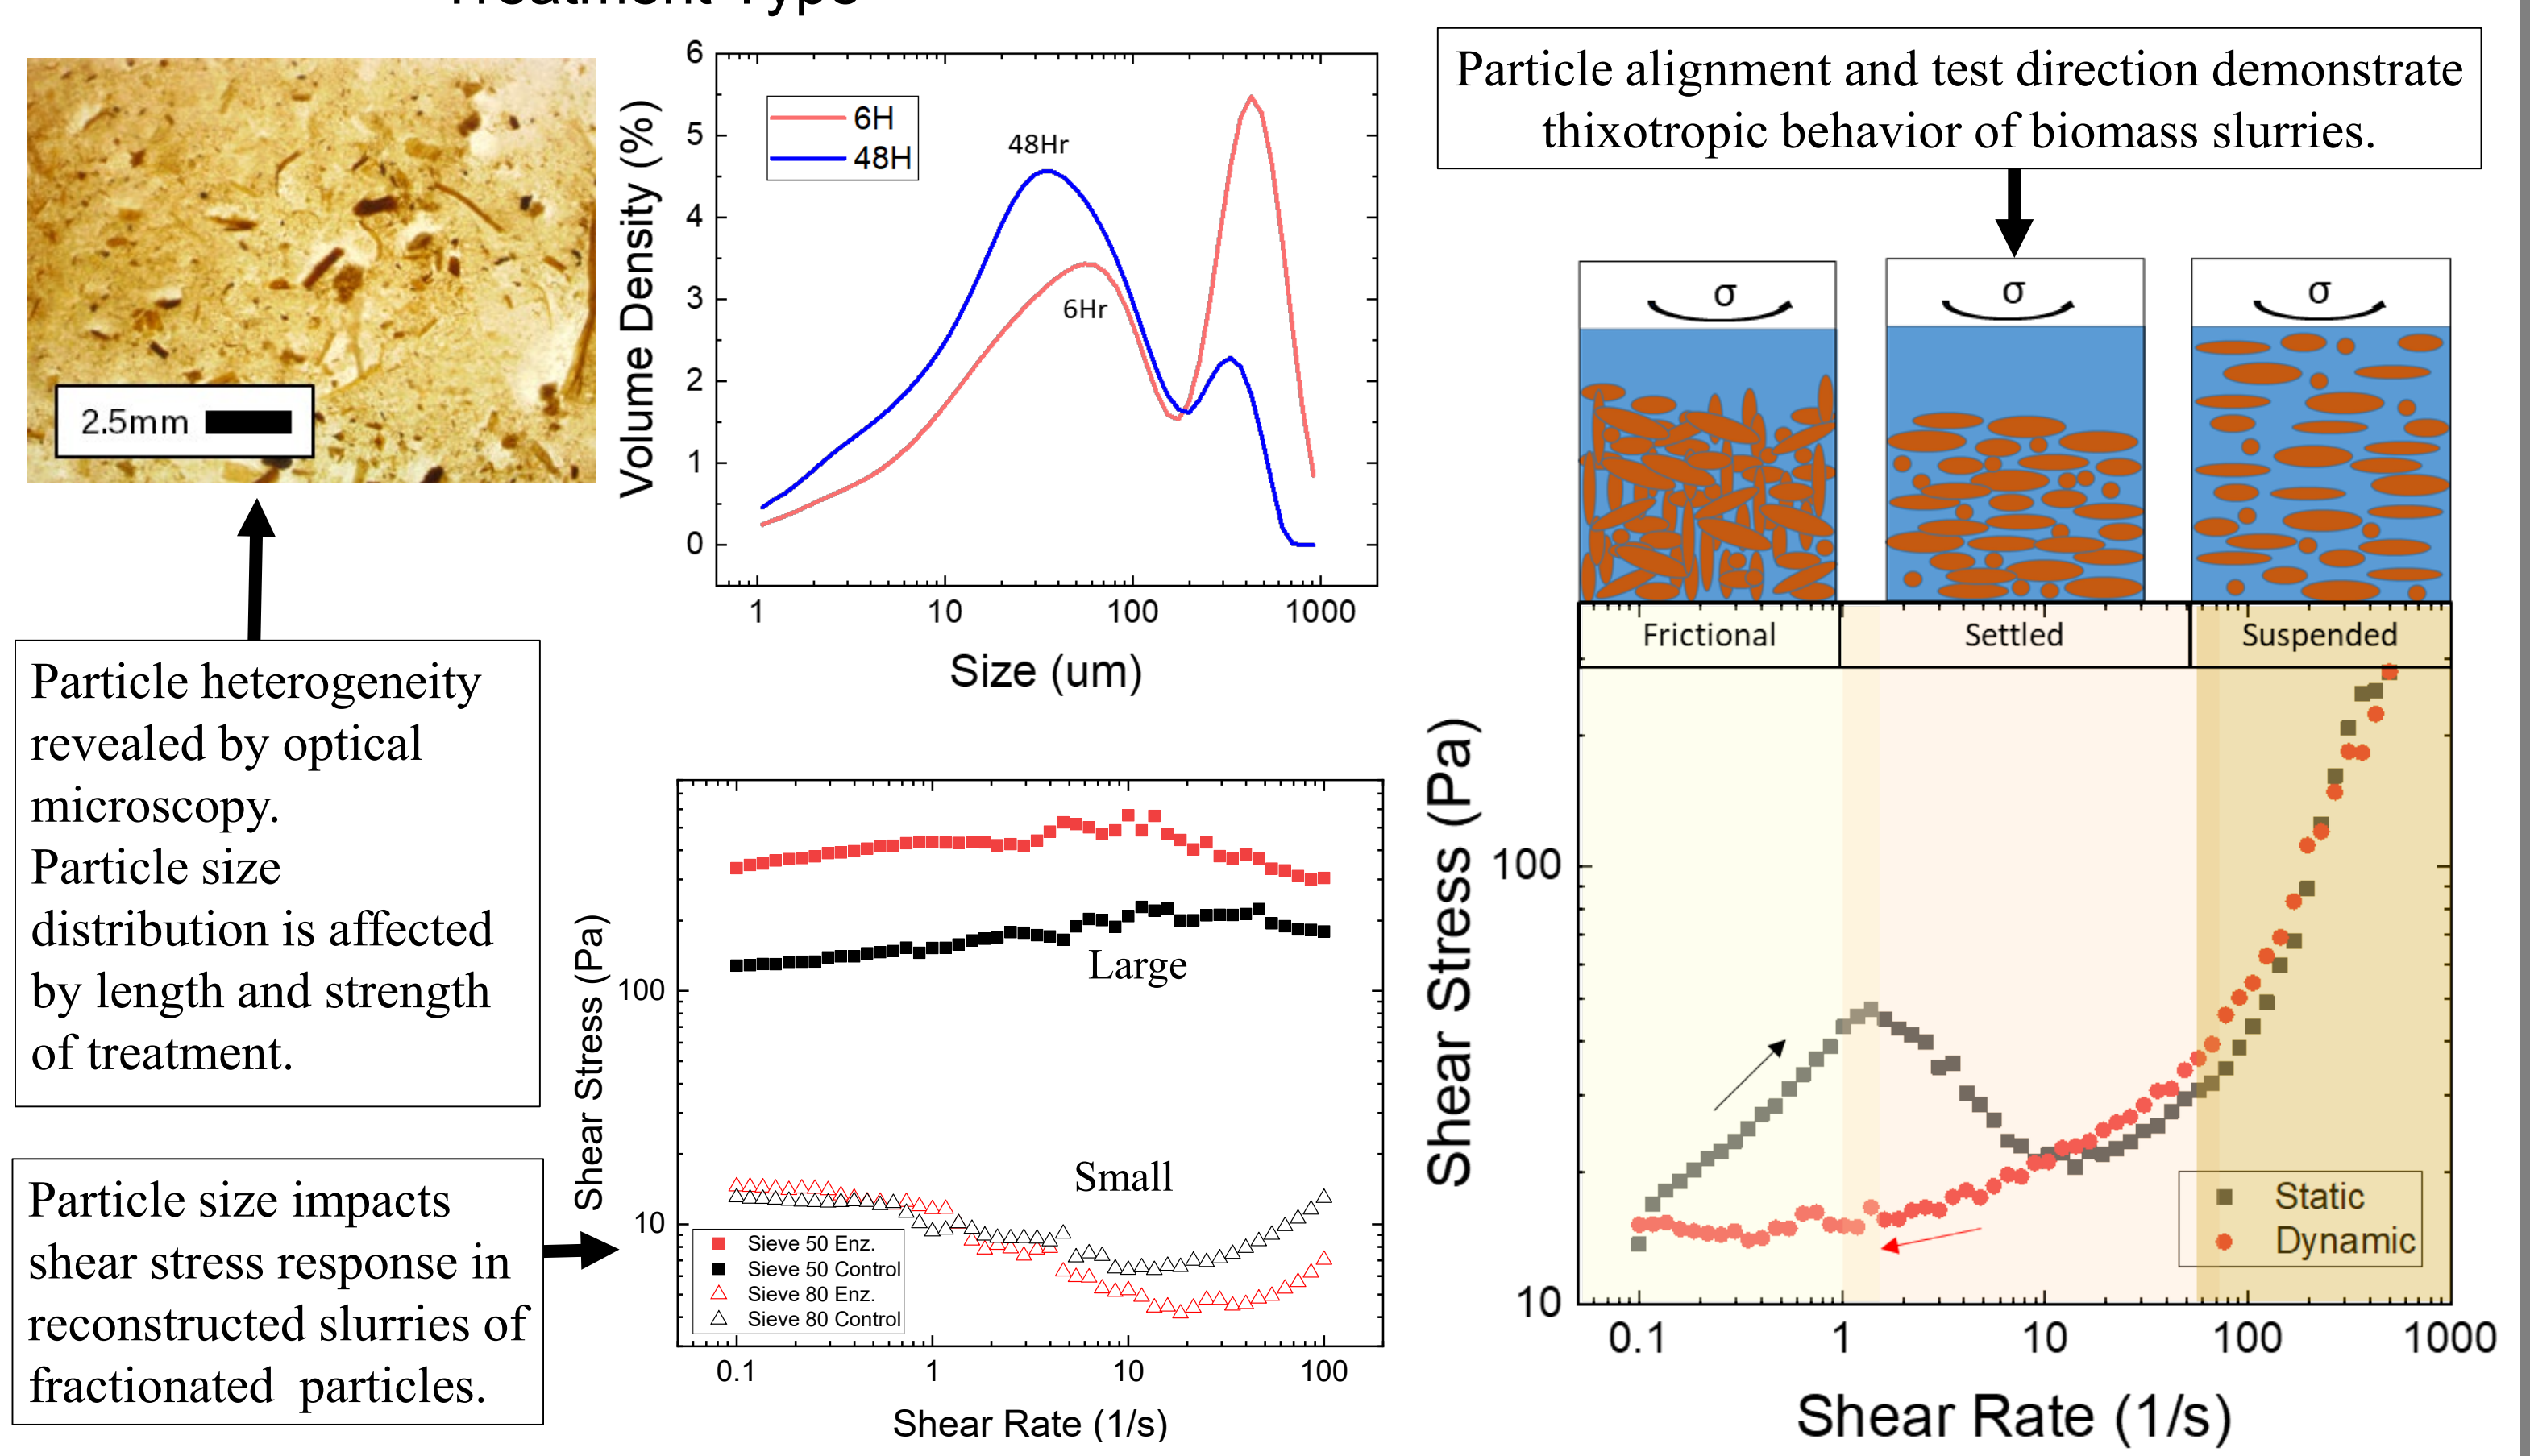 Treatment Type
2.5mm
Particle heterogeneity
revealed by optical
microscopy.
Particle size
distribution is affected
by length and strength
of treatment.
Particle size impacts
shear stress response in
reconstructed slurries of
fractionated particles.
6
5
4
3
2
1
0
Volume Density (%)
6H
48H
48Hr
6Hr
1 10 100 1000
Size (um)
Shear Stress (Pa)
100
10
Large
Small
Sieve 50 Enz.
Sieve 50 Control
Sieve 80 Enz.
Sieve 80 Control
0.1 1 10 100
Shear Rate (1/s)
Particle alignment and test direction demonstrate
thixotropic behavior of biomass slurries.
σ σ σ
Frictional Settled Suspended
Shear Stress (Pa)
100
10
Static
Dynamic
0.1 1 10 100 1000
Shear Rate (1/s)